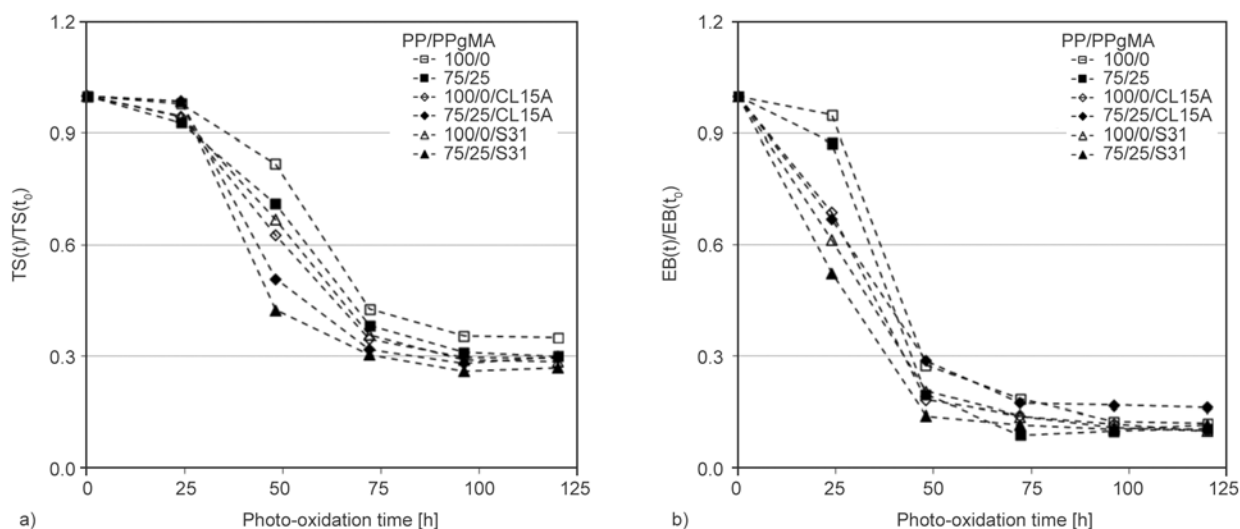 1.2
0.9
0.6
0.3
0.0
TS(t)/TS(t₀)
PP/PPgMA
100/0
75/25
100/0/CL15A
75/25/CL15A
100/0/S31
75/25/S31
0 25 50 75 100 125
a) Photo-oxidation time [h]
1.2
0.9
0.6
0.3
0.0
EB(t)/EB(t₀)
PP/PPgMA
100/0
75/25
100/0/CL15A
75/25/CL15A
100/0/S31
75/25/S31
0 25 50 75 100 125
b) Photo-oxidation time [h]